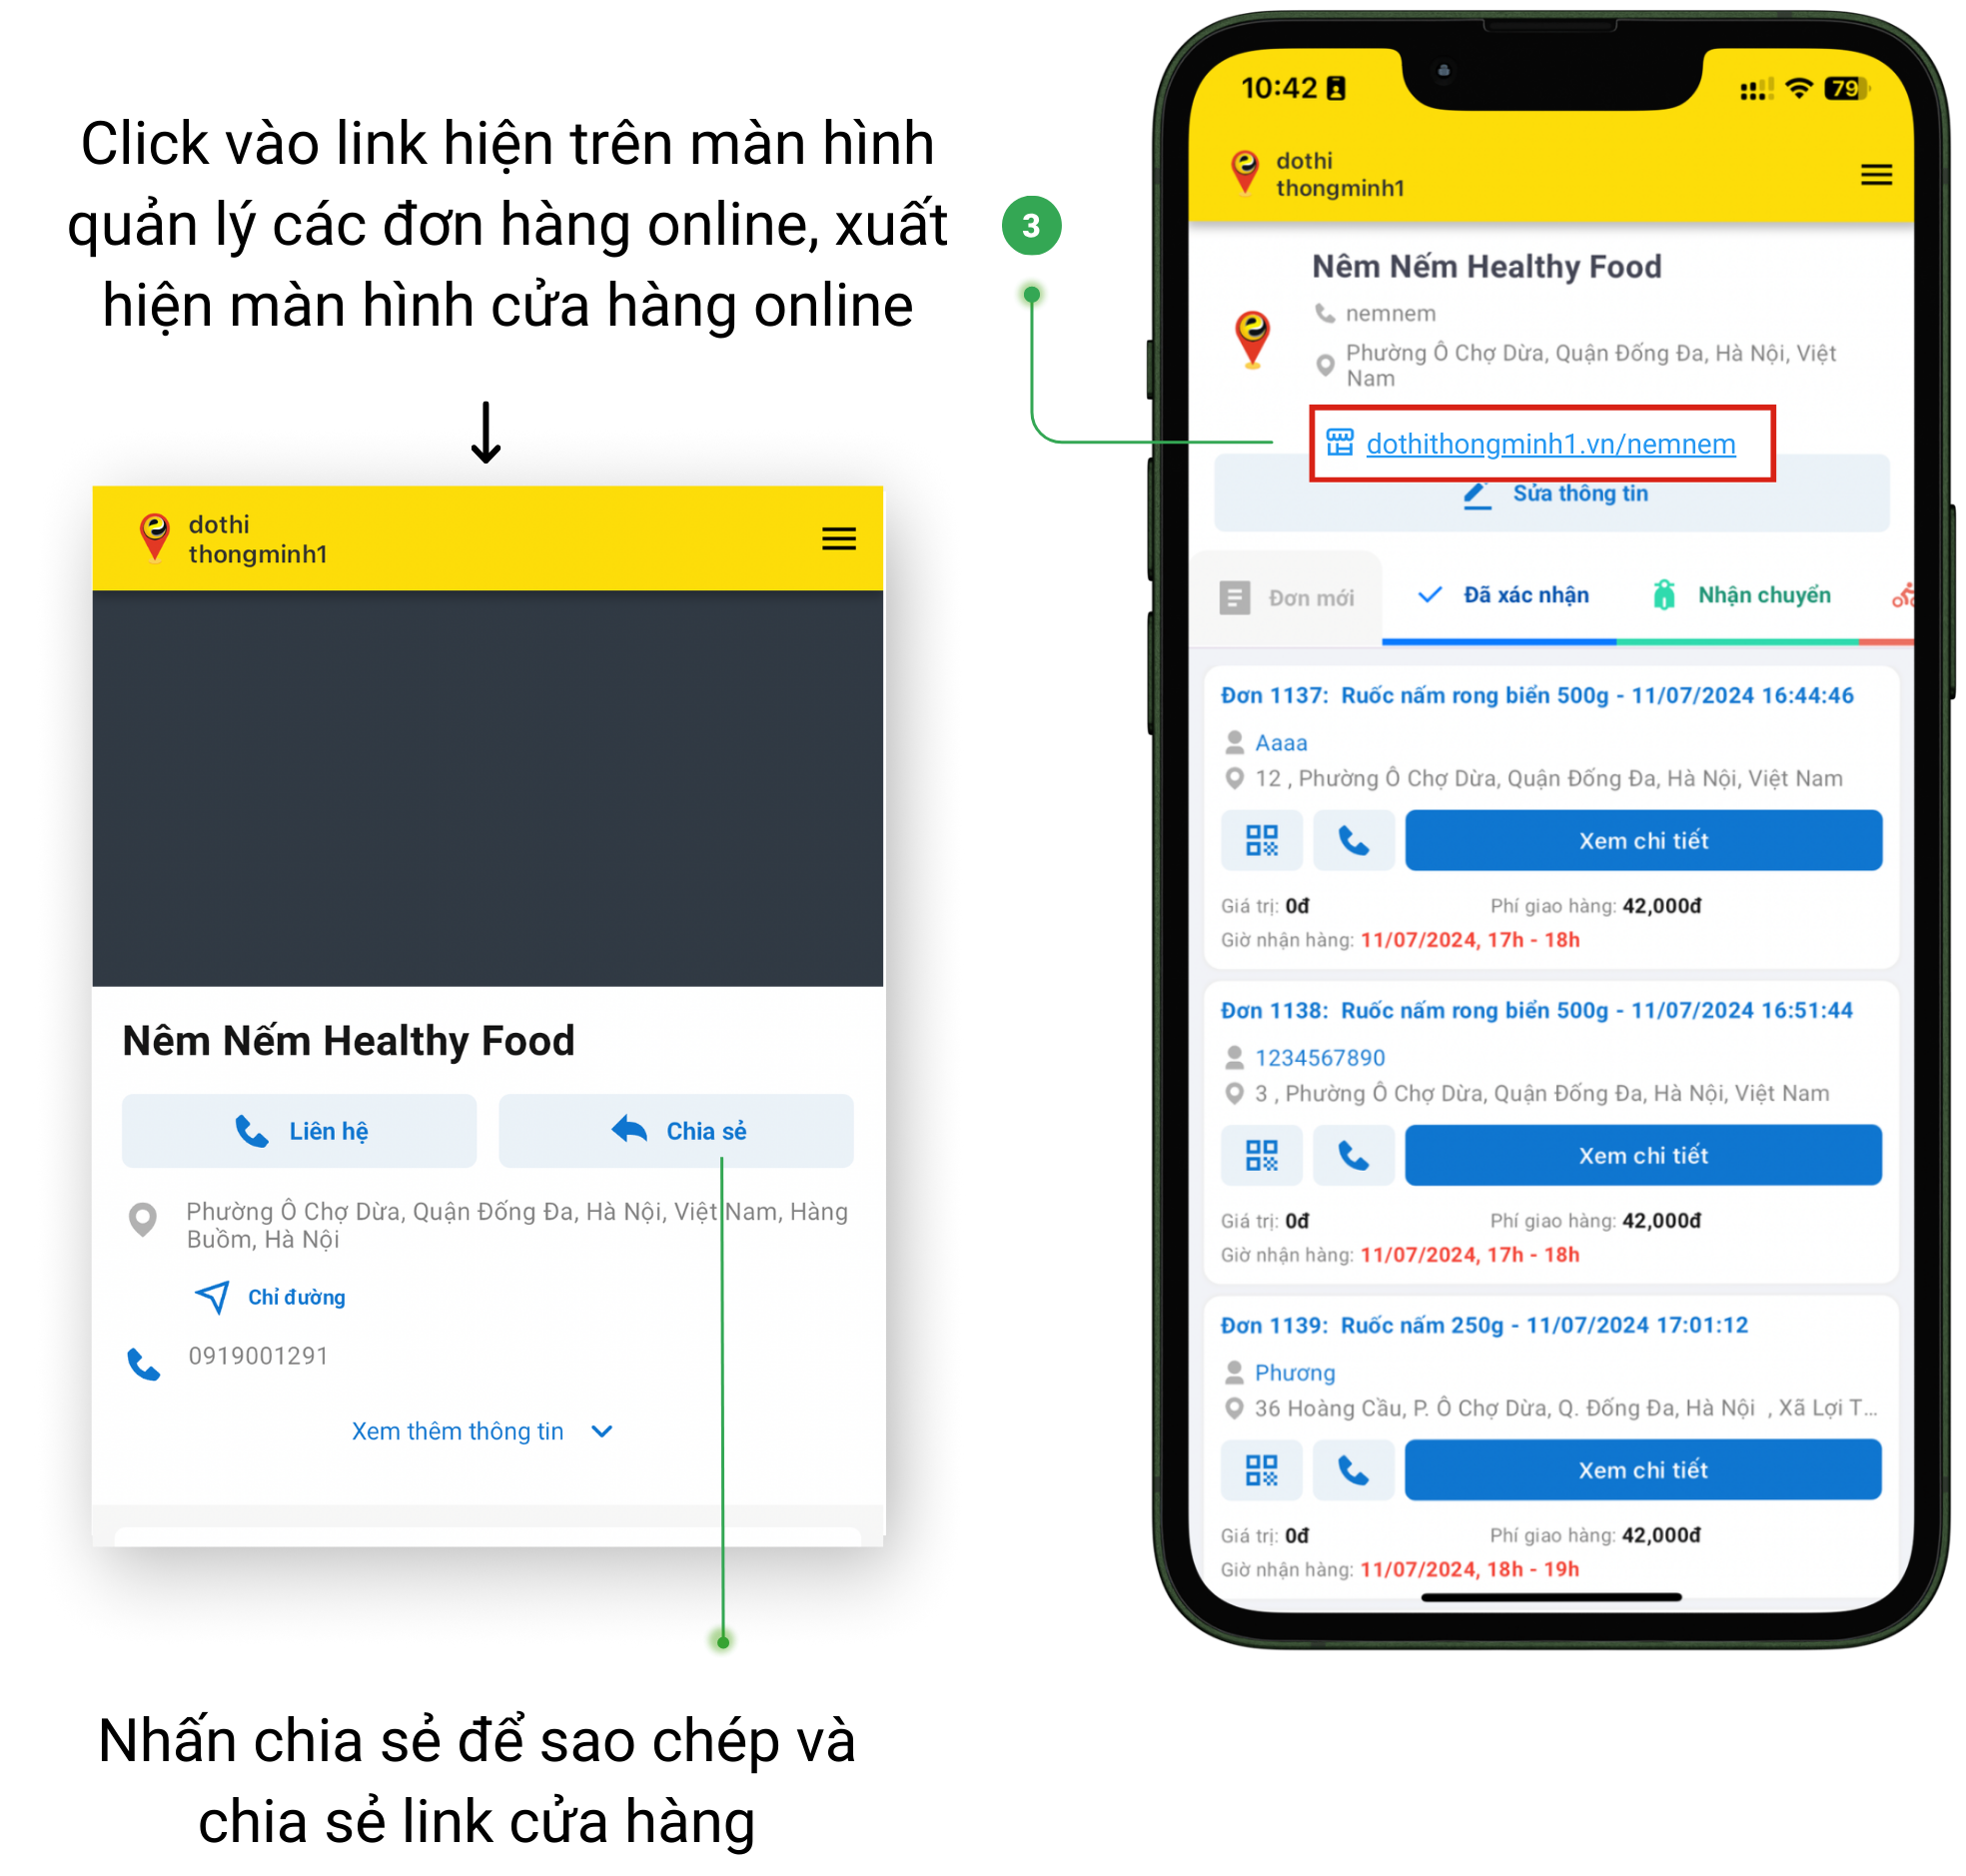 Click vào link hiện trên màn hình
quản lý các đơn hàng online, xuất
hiện màn hình cửa hàng online
3
dothi
thongminh1
Nêm Nếm Healthy Food
Liên hệ
Chia sẻ
Phường Ô Chợ Dừa, Quận Đống Đa, Hà Nội, Việt Nam, Hàng
Buồm, Hà Nội
Chỉ đường
0919001291
Xem thêm thông tin
Nhấn chia sẻ để sao chép và
chia sẻ link cửa hàng
10:42
79
dothi
thongminh1
Nêm Nếm Healthy Food
nemnem
Phường Ô Chợ Dừa, Quận Đống Đa, Hà Nội, Việt
Nam
dothithongminh1.vn/nemnem
Sửa thông tin
Đơn mới
Đã xác nhận
Nhận chuyển
Đơn 1137: Ruốc nấm rong biển 500g - 11/07/2024 16:44:46
Aaaa
12 , Phường Ô Chợ Dừa, Quận Đống Đa, Hà Nội, Việt Nam
Xem chi tiết
Giá trị: 0đ Phí giao hàng: 42,000đ
Giờ nhận hàng: 11/07/2024, 17h - 18h
Đơn 1138: Ruốc nấm rong biển 500g - 11/07/2024 16:51:44
1234567890
3 , Phường Ô Chợ Dừa, Quận Đống Đa, Hà Nội, Việt Nam
Xem chi tiết
Giá trị: 0đ Phí giao hàng: 42,000đ
Giờ nhận hàng: 11/07/2024, 17h - 18h
Đơn 1139: Ruốc nấm 250g - 11/07/2024 17:01:12
Phương
36 Hoàng Cầu, P. Ô Chợ Dừa, Q. Đống Đa, Hà Nội , Xã Lợi T...
Xem chi tiết
Giá trị: 0đ Phí giao hàng: 42,000đ
Giờ nhận hàng: 11/07/2024, 18h - 19h